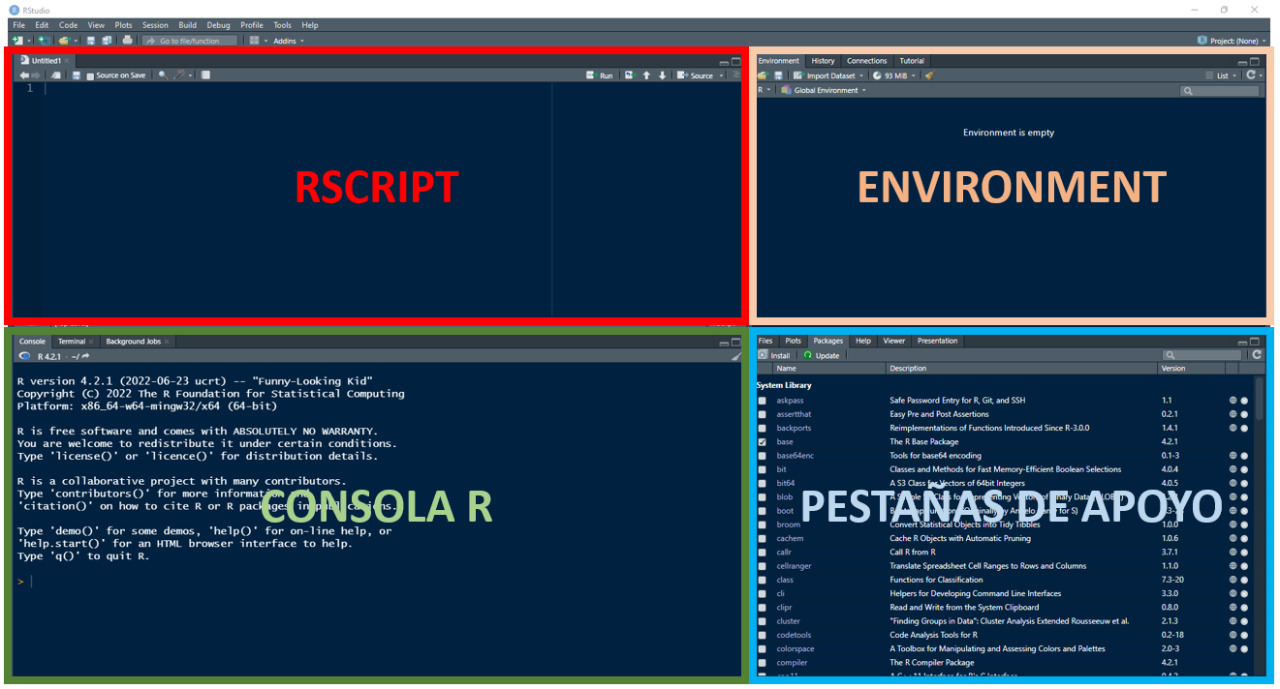 RStudio
File Edit Code View Plots Session Build Debug Profile Tools Help
Go to file/function Addins Project: (None)
Untitled1
Source on Save Run Source
1
RSCRIPT
Environment History Connections Tutorial
Import Dataset 93 MiB List
R Global Environment
Environment is empty
ENVIRONMENT
Console Terminal Background Jobs
R 4.2.1 · ~/
R version 4.2.1 (2022-06-23 ucrt) -- "Funny-Looking Kid"
Copyright (C) 2022 The R Foundation for Statistical Computing
Platform: x86_64-w64-mingw32/x64 (64-bit)
R is free software and comes with ABSOLUTELY NO WARRANTY.
You are welcome to redistribute it under certain conditions.
Type 'license()' or 'licence()' for distribution details.
R is a collaborative project with many contributors.
Type 'contributors()' for more information and
'citation()' on how to cite R or R packages in publications.
Type 'demo()' for some demos, 'help()' for on-line help, or
'help.start()' for an HTML browser interface to help.
Type 'q()' to quit R.
>
CONSOLA R
Files Plots Packages Help Viewer Presentation
Install Update
Name Description Version
System Library
askpass Safe Password Entry for R, Git, and SSH 1.1
assertthat Easy Pre and Post Assertions 0.2.1
backports Reimplementations of Functions Introduced Since R-3.0.0 1.4.1
base The R Base Package 4.2.1
base64enc Tools for base64 encoding 0.1-3
bit Classes and Methods for Fast Memory-Efficient Boolean Selections 4.0.4
bit64 A S3 Class for Vectors of 64bit Integers 4.0.5
blob A Simple S3 Class for Representing Vectors of Binary Data
boot
broom Convert Statistical Objects into Tidy Tibbles 1.0.0
cachem Cache R Objects with Automatic Pruning 1.0.6
callr Call R from R 3.7.1
cellranger Translate Spreadsheet Cell Ranges to Rows and Columns 1.1.0
class Functions for Classification 7.3-20
cli Helpers for Developing Command Line Interfaces 3.3.0
clipr Read and Write from the System Clipboard 0.8.0
cluster "Finding Groups in Data": Cluster Analysis Extended Rousseeuw et al. 2.1.3
codetools Code Analysis Tools for R 0.2-18
colorspace A Toolbox for Manipulating and Assessing Colors and Palettes 2.0-3
compiler The R Compiler Package 4.2.1
PESTAÑAS DE APOYO